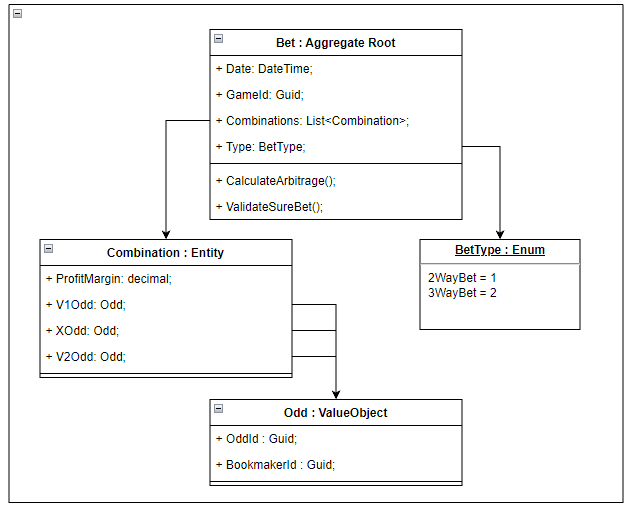 Bet : Aggregate Root
+ Date: DateTime;
+ GameId: Guid;
+ Combinations: List<Combination>;
+ Type: BetType;
+ CalculateArbitrage();
+ ValidateSureBet();
Combination : Entity
+ ProfitMargin: decimal;
+ V1Odd: Odd;
+ XOdd: Odd;
+ V2Odd: Odd;
BetType : Enum
2WayBet = 1
3WayBet = 2
Odd : ValueObject
+ OddId : Guid;
+ BookmakerId : Guid;